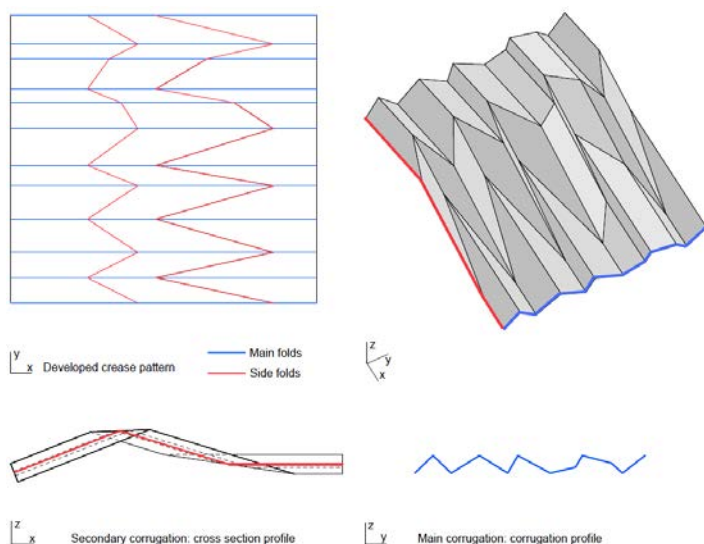 y
x
Developed crease pattern
Main folds
Side folds
z
y
x
z
x
Secondary corrugation: cross section profile
z
y
Main corrugation: corrugation profile